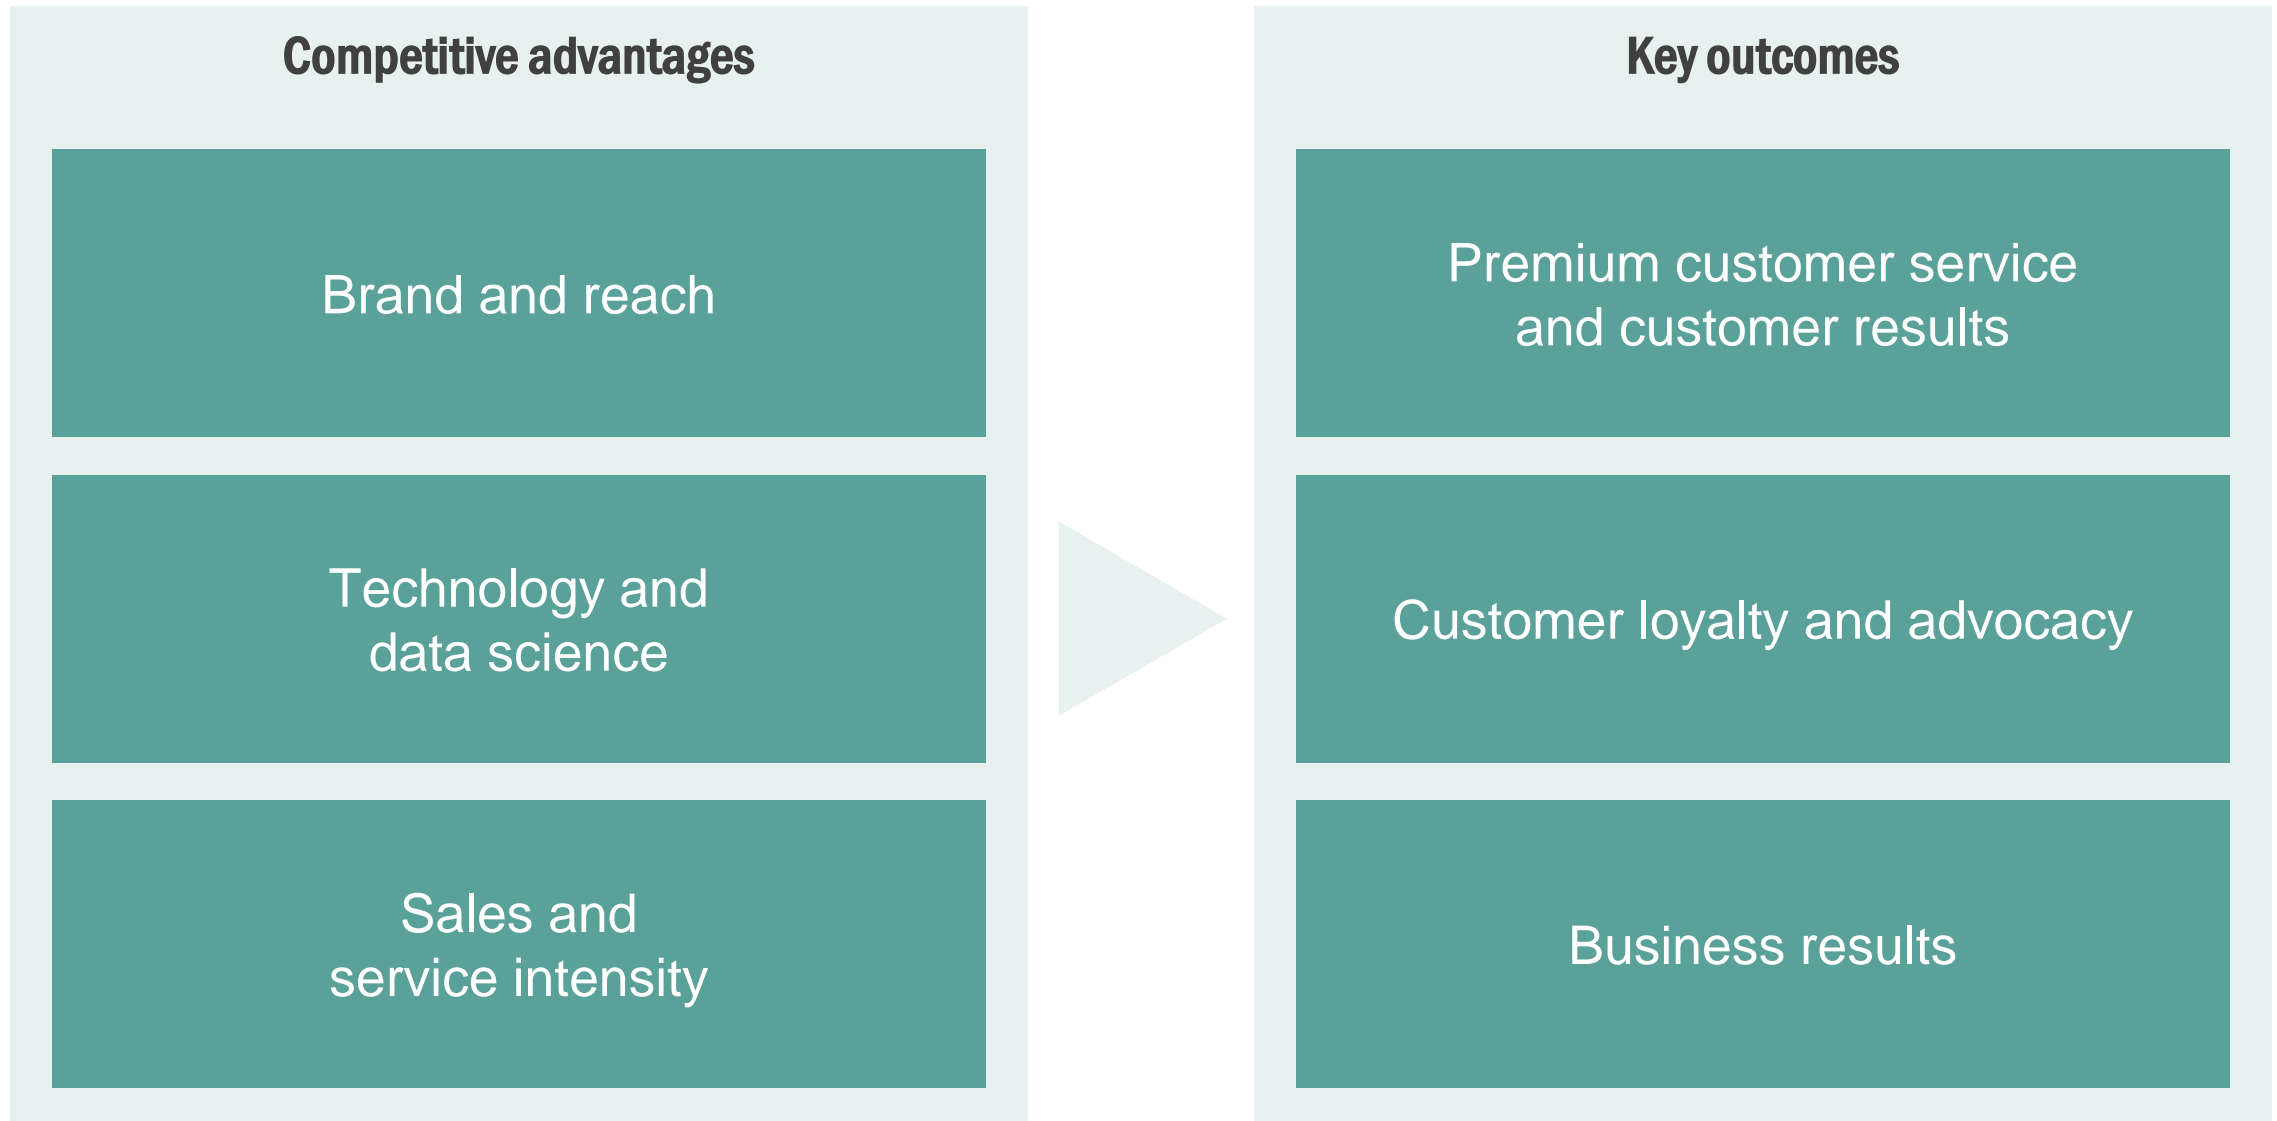 Competitive advantages
Brand and reach
Technology and
data science
Sales and
service intensity
Key outcomes
Premium customer service
and customer results
Customer loyalty and advocacy
Business results